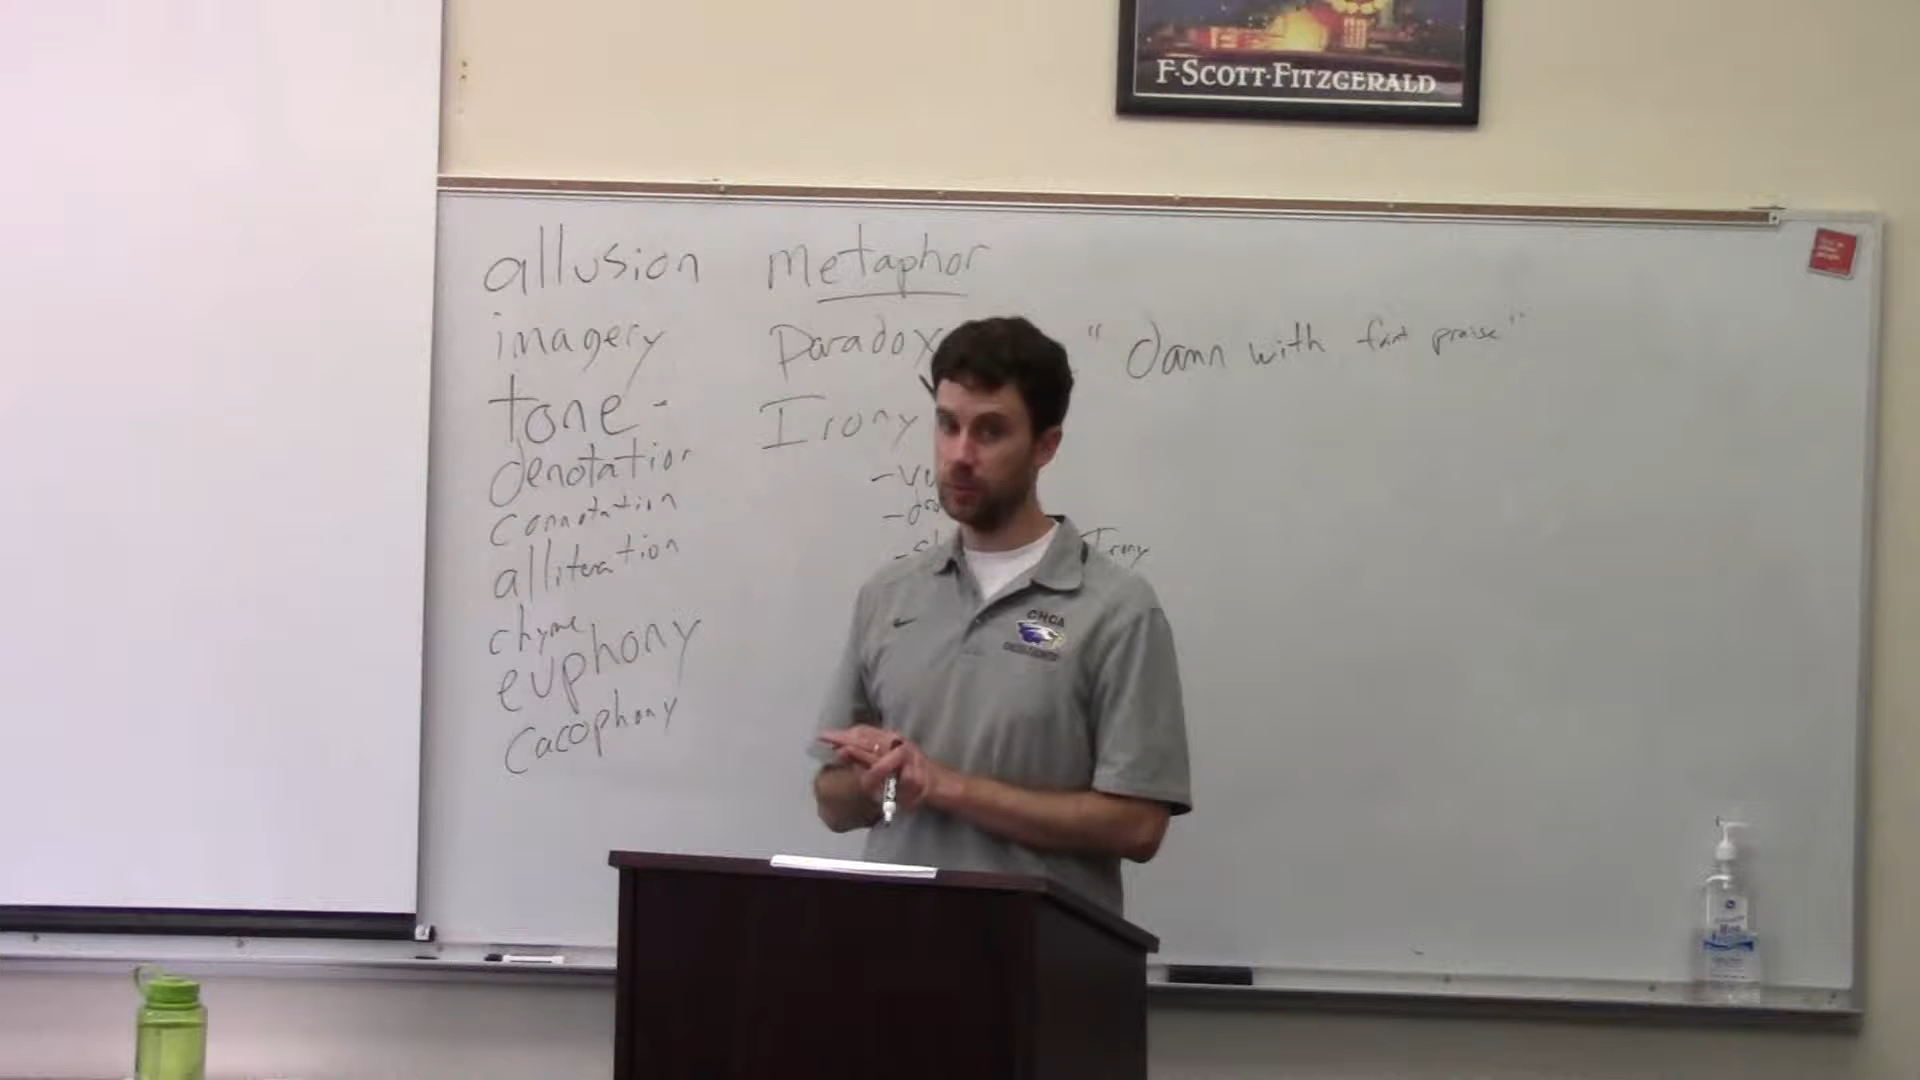 F·SCOTT·FITZGERALD
allusion metaphor
imagery Paradox "damn with faint praise"
tone - Irony
denotation
connotation
alliteration Irony
rhyme
euphony
cacophony
CHCA